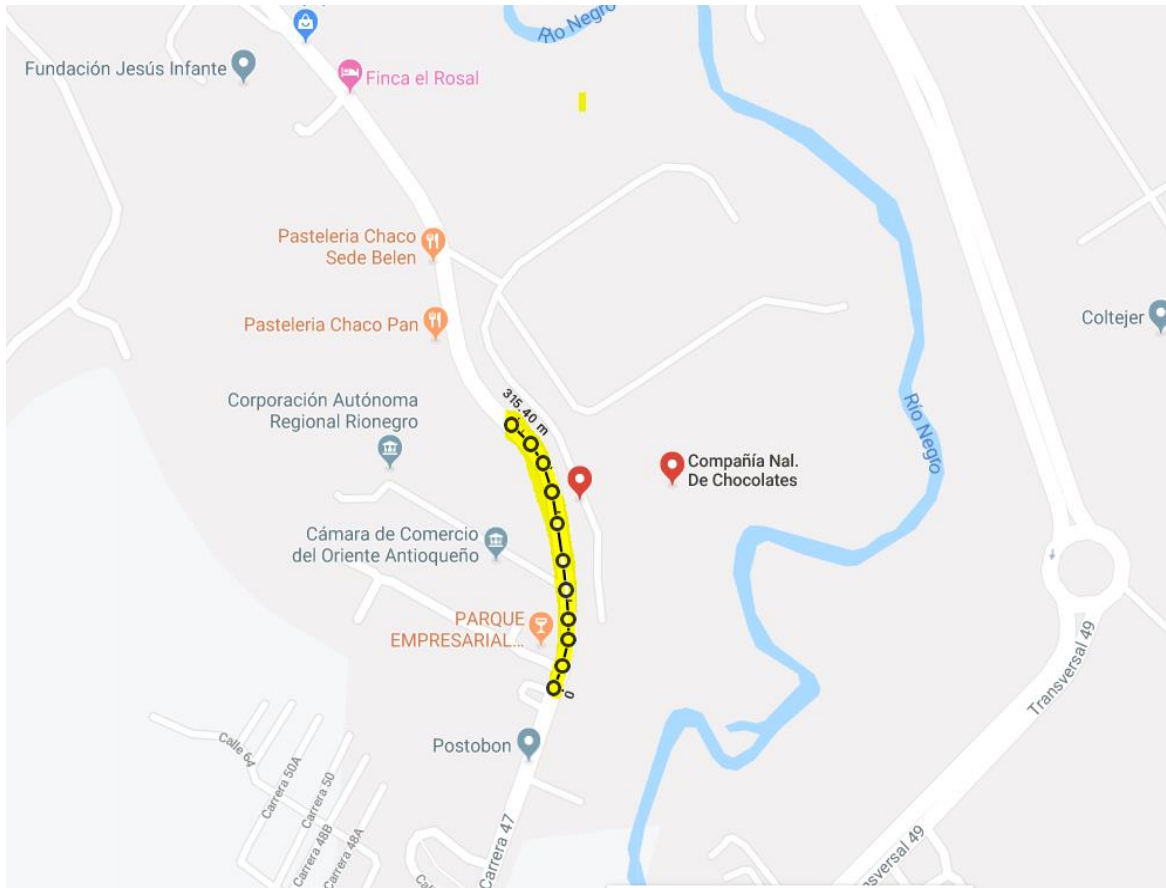 Río Negro
Fundación Jesús Infante
Finca el Rosal
Pasteleria Chaco
Sede Belen
Pasteleria Chaco Pan
Coltejer
315.40 m
Corporación Autónoma
Regional Rionegro
Río Negro
Compañía Nal.
De Chocolates
Cámara de Comercio
del Oriente Antioqueño
PARQUE
EMPRESARIAL...
0
Transversal 49
Postobon
Calle 64
Carrera 50A
Carrera 50
Carrera 48B
Carrera 48A
Carrera 47